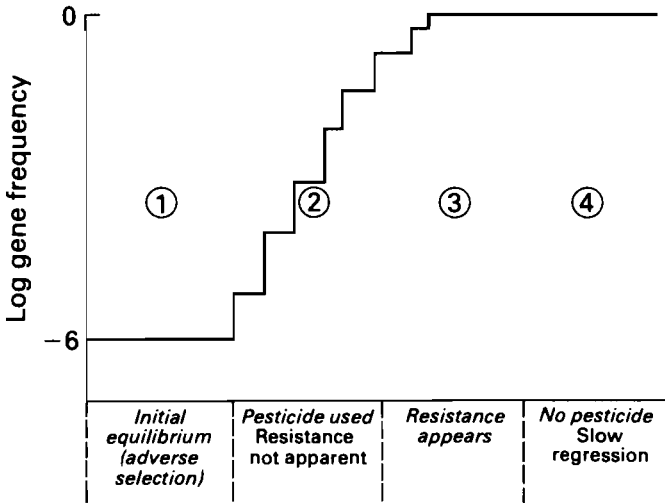 0
Log gene frequency
−6
① ② ③ ④
Initial
equilibrium
(adverse
selection)
Pesticide used
Resistance
not apparent
Resistance
appears
No pesticide
Slow
regression